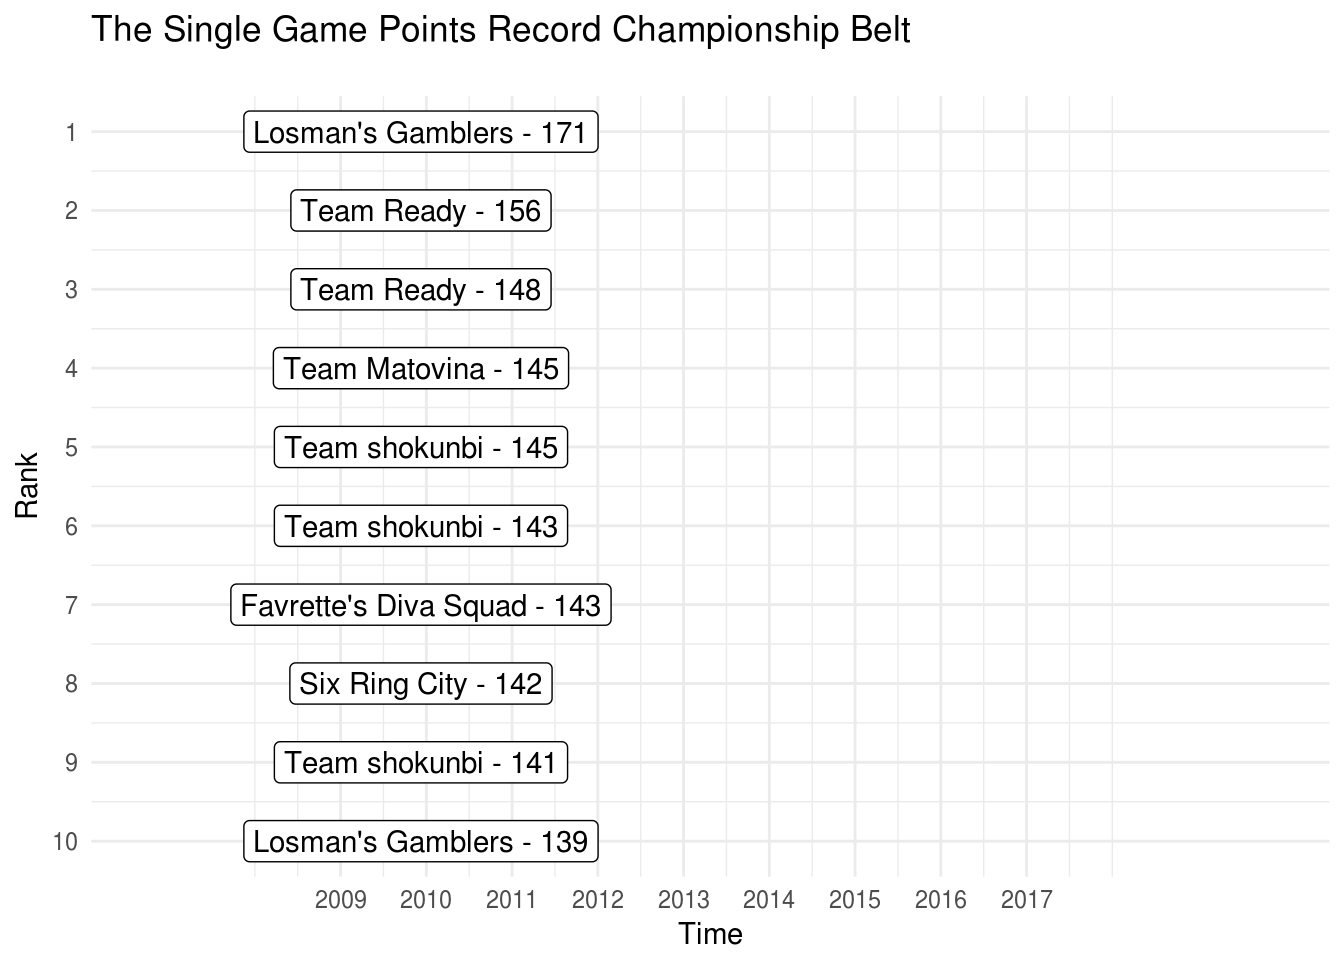 The Single Game Points Record Championship Belt
1
Losman's Gamblers - 171
2
Team Ready - 156
3
Team Ready - 148
4
Team Matovina - 145
5
Team shokunbi - 145
Rank
6
Team shokunbi - 143
7
Favrette's Diva Squad - 143
8
Six Ring City - 142
9
Team shokunbi - 141
10
Losman's Gamblers - 139
2009 2010 2011 2012 2013 2014 2015 2016 2017
Time